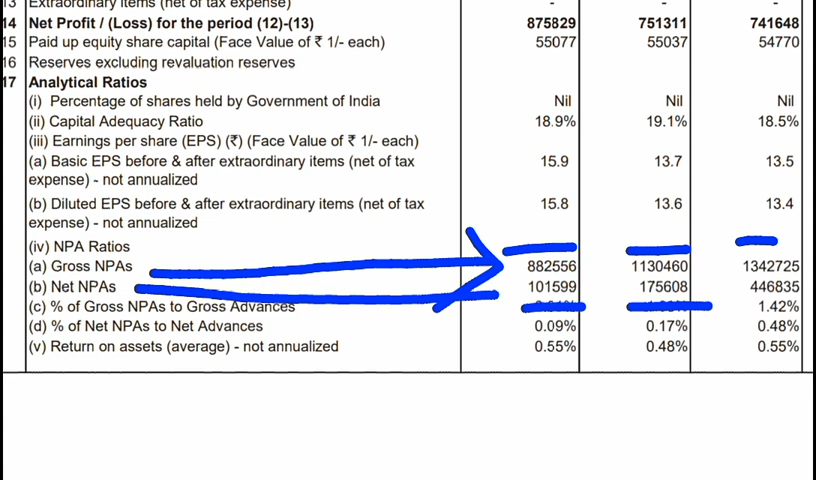 13 Extraordinary items (net of tax expense) - - -
14 Net Profit / (Loss) for the period (12)-(13) 875829 751311 741648
15 Paid up equity share capital (Face Value of ₹ 1/- each) 55077 55037 54770
16 Reserves excluding revaluation reserves
17 Analytical Ratios
(i) Percentage of shares held by Government of India Nil Nil Nil
(ii) Capital Adequacy Ratio 18.9% 19.1% 18.5%
(iii) Earnings per share (EPS) (₹) (Face Value of ₹ 1/- each)
(a) Basic EPS before & after extraordinary items (net of tax 15.9 13.7 13.5
expense) - not annualized
(b) Diluted EPS before & after extraordinary items (net of tax 15.8 13.6 13.4
expense) - not annualized
(iv) NPA Ratios
(a) Gross NPAs 882556 1130460 1342725
(b) Net NPAs 101599 175608 446835
(c) % of Gross NPAs to Gross Advances 1.42%
(d) % of Net NPAs to Net Advances 0.09% 0.17% 0.48%
(v) Return on assets (average) - not annualized 0.55% 0.48% 0.55%